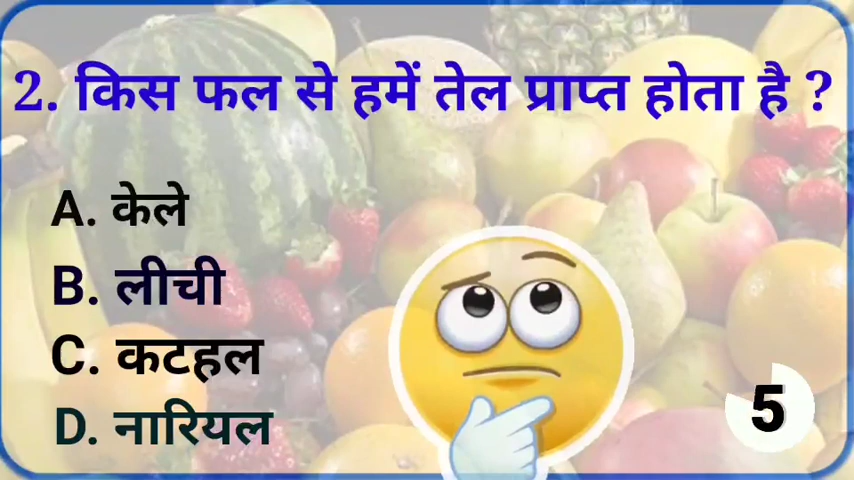 2. किस फल से हमें तेल प्राप्त होता है ?
A. केले
B. लीची
C. कटहल
D. नारियल
5